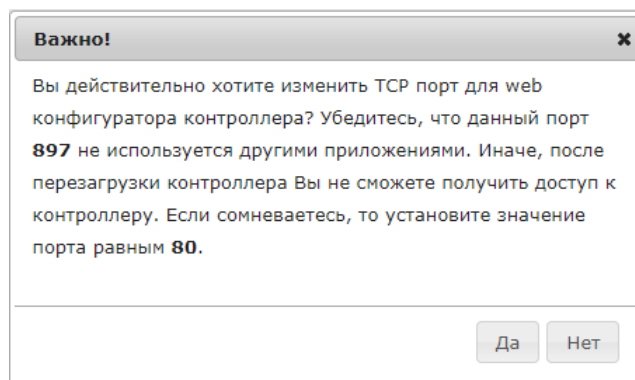 Важно!
Вы действительно хотите изменить TCP порт для web
конфигуратора контроллера? Убедитесь, что данный порт
897 не используется другими приложениями. Иначе, после
перезагрузки контроллера Вы не сможете получить доступ к
контроллеру. Если сомневаетесь, то установите значение
порта равным 80.
Да Нет